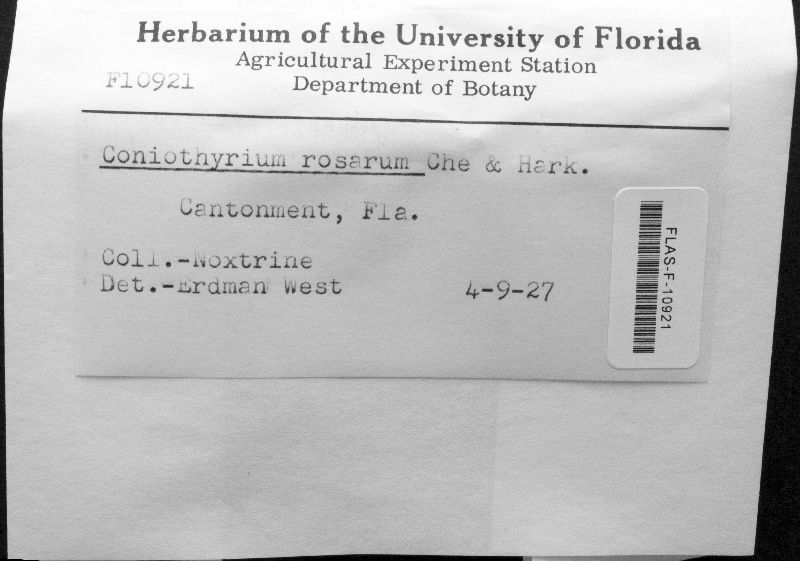 Herbarium of the University of Florida
Agricultural Experiment Station
F10921
Department of Botany
Coniothyrium rosarum Che & Hark.
Cantonment, Fla.
Coll.-Noxtrine
Det.-Erdman West 4-9-27
FLAS-F-10921